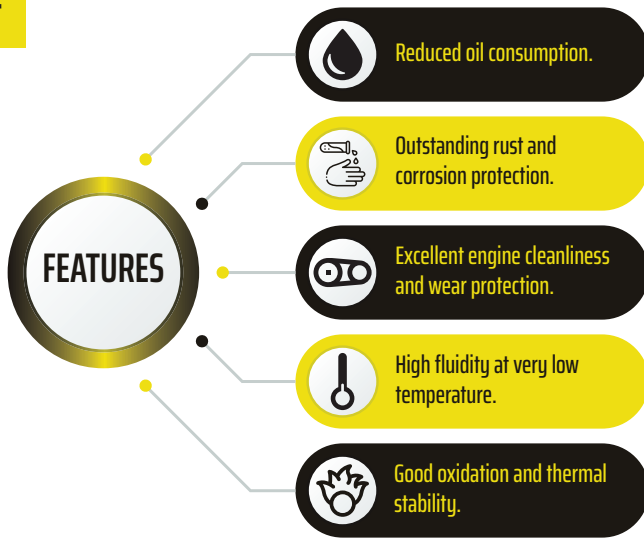 FEATURES
Reduced oil consumption.
Outstanding rust and
corrosion protection.
Excellent engine cleanliness
and wear protection.
High fluidity at very low
temperature.
Good oxidation and thermal
stability.